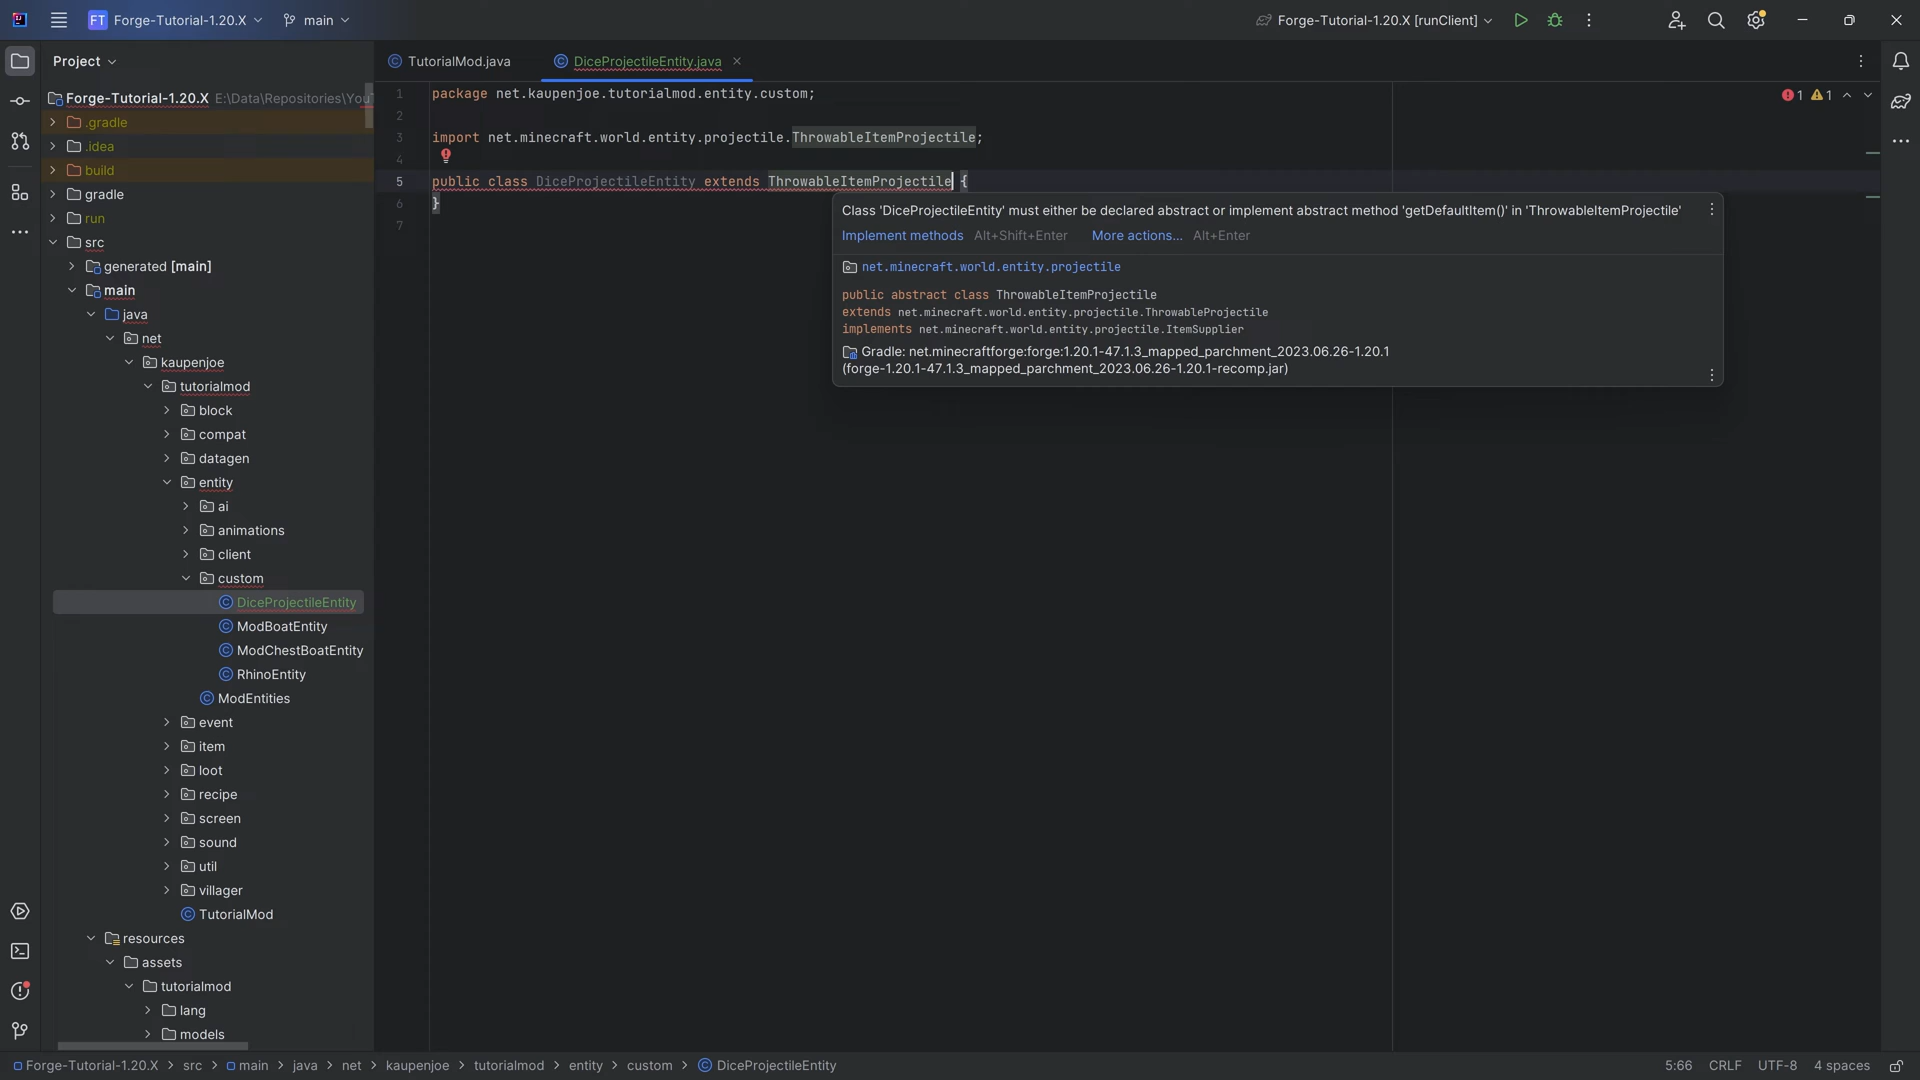 FT Forge-Tutorial-1.20.X main Forge-Tutorial-1.20.X [runClient]
Project
TutorialMod.java DiceProjectileEntity.java
Forge-Tutorial-1.20.X E:\Data\Repositories\You
.gradle
.idea
build
gradle
run
src
generated [main]
main
java
net
kaupenjoe
tutorialmod
block
compat
datagen
entity
ai
animations
client
custom
DiceProjectileEntity
ModBoatEntity
ModChestBoatEntity
RhinoEntity
ModEntities
event
item
loot
recipe
screen
sound
util
villager
TutorialMod
resources
assets
tutorialmod
lang
models
1 package net.kaupenjoe.tutorialmod.entity.custom;
2
3 import net.minecraft.world.entity.projectile.ThrowableItemProjectile;
4
5 public class DiceProjectileEntity extends ThrowableItemProjectile {
6 }
7
1 1
Class 'DiceProjectileEntity' must either be declared abstract or implement abstract method 'getDefaultItem()' in 'ThrowableItemProjectile'
Implement methods Alt+Shift+Enter More actions... Alt+Enter
net.minecraft.world.entity.projectile
public abstract class ThrowableItemProjectile
extends net.minecraft.world.entity.projectile.ThrowableProjectile
implements net.minecraft.world.entity.projectile.ItemSupplier
Gradle: net.minecraftforge:forge:1.20.1-47.1.3_mapped_parchment_2023.06.26-1.20.1
(forge-1.20.1-47.1.3_mapped_parchment_2023.06.26-1.20.1-recomp.jar)
Forge-Tutorial-1.20.X > src > main > java > net > kaupenjoe > tutorialmod > entity > custom > DiceProjectileEntity 5:66 CRLF UTF-8 4 spaces